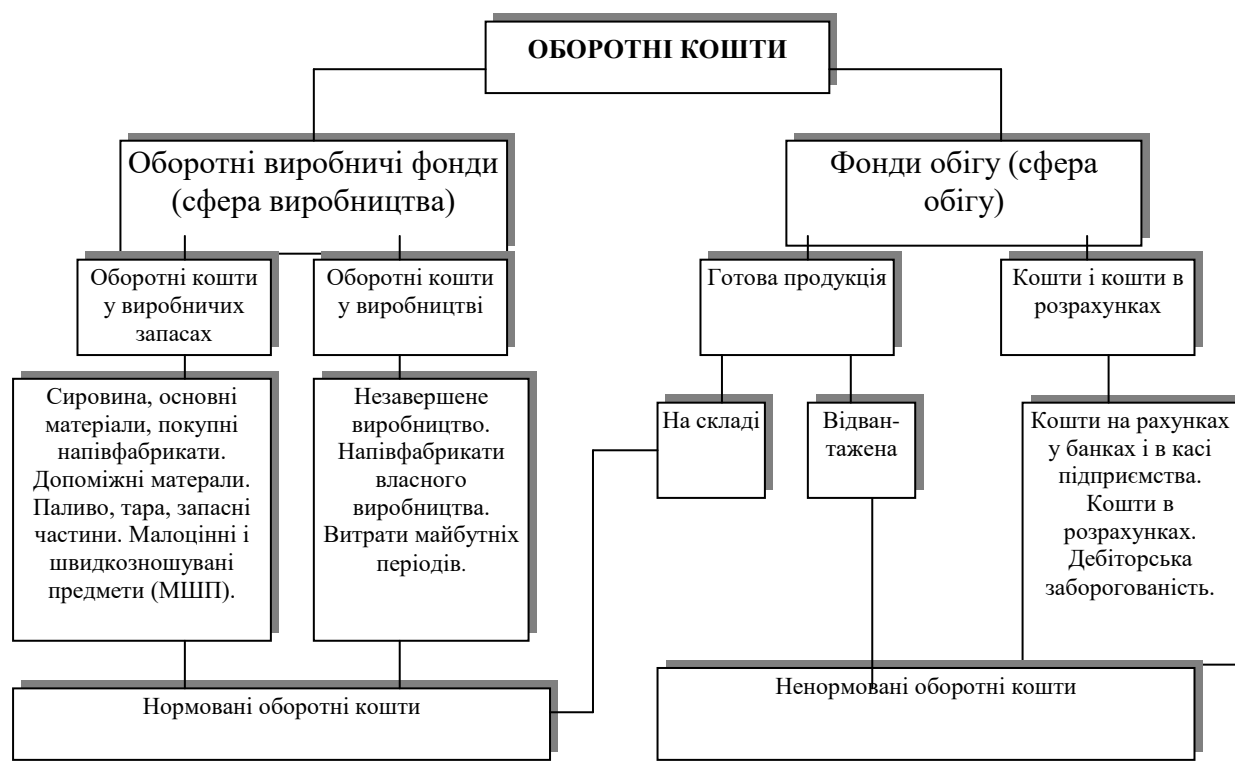 ОБОРОТНІ КОШТИ
Оборотні виробничі фонди
(сфера виробництва)
Фонди обігу (сфера
обігу)
Оборотні кошти
у виробничих
запасах
Оборотні кошти
у виробництві
Готова продукція
Кошти і кошти в
розрахунках
Сировина, основні
матеріали, покупні
напівфабрикати.
Допоміжні матерали.
Паливо, тара, запасні
частини. Малоцінні і
швидкозношувані
предмети (МШП).
Незавершене
виробництво.
Напівфабрикати
власного
виробництва.
Витрати майбутніх
періодів.
На складі
Відван-
тажена
Кошти на рахунках
у банках і в касі
підприємства.
Кошти в
розрахунках.
Дебіторська
заборогованість.
Нормовані оборотні кошти
Ненормовані оборотні кошти